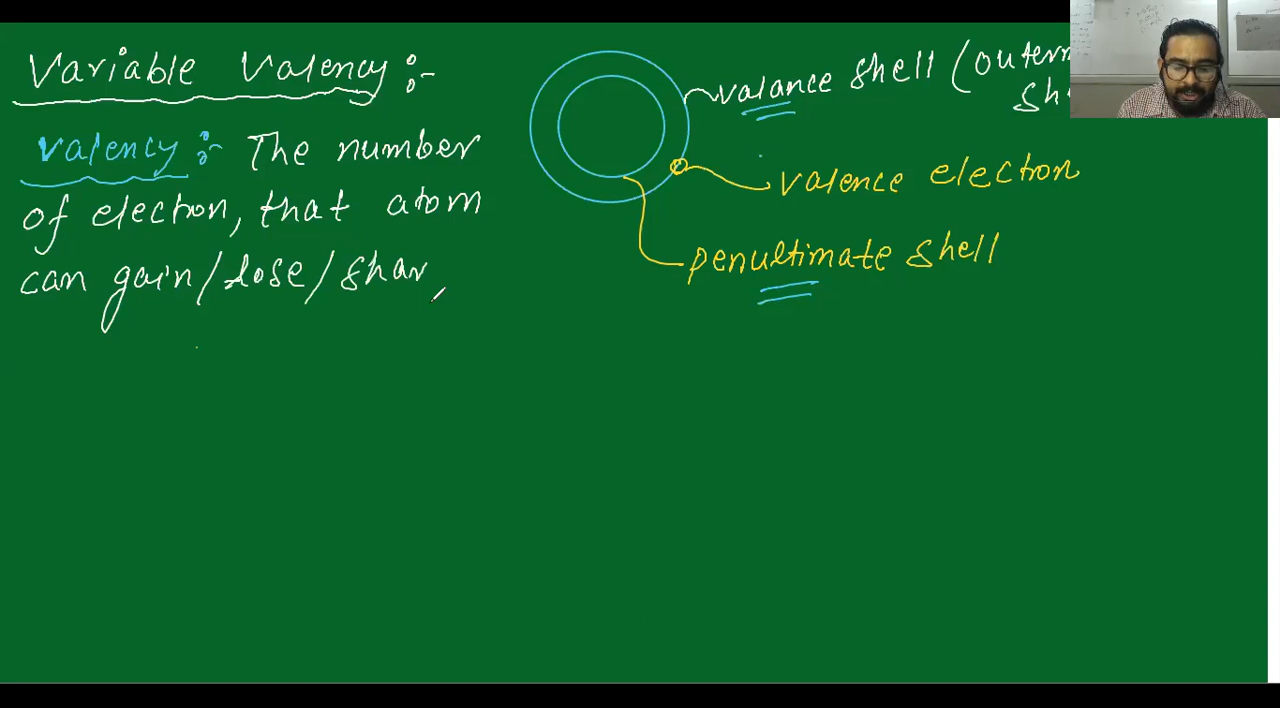 Variable Valency :-
valency :- The number
of electron, that atom
can gain/lose/shar
valance shell (outerm
sh
valence electron
penultimate shell